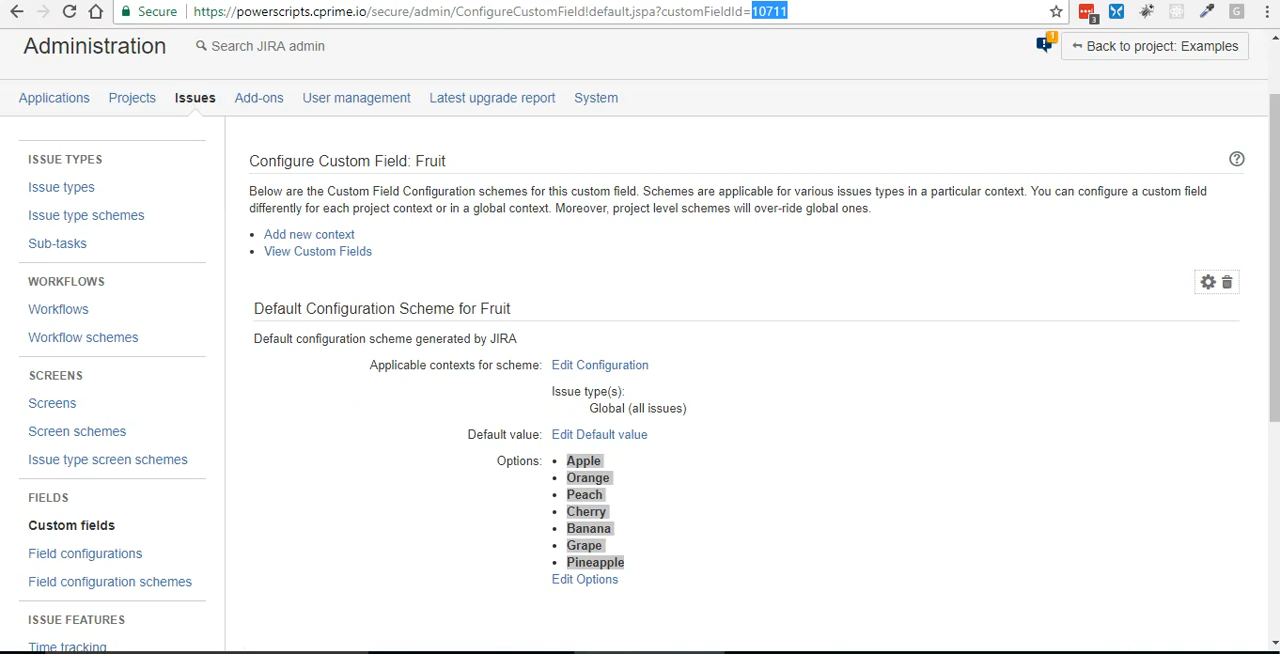 Secure https://powerscripts.cprime.io/secure/admin/ConfigureCustomField!default.jspa?customFieldId=10711
3
G
Administration
Search JIRA admin
1
Back to project: Examples
Applications Projects Issues Add-ons User management Latest upgrade report System
ISSUE TYPES
Issue types
Issue type schemes
Sub-tasks
WORKFLOWS
Workflows
Workflow schemes
SCREENS
Screens
Screen schemes
Issue type screen schemes
FIELDS
Custom fields
Field configurations
Field configuration schemes
ISSUE FEATURES
Time tracking
Configure Custom Field: Fruit
?
Below are the Custom Field Configuration schemes for this custom field. Schemes are applicable for various issues types in a particular context. You can configure a custom field
differently for each project context or in a global context. Moreover, project level schemes will over-ride global ones.
• Add new context
• View Custom Fields
Default Configuration Scheme for Fruit
Default configuration scheme generated by JIRA
Applicable contexts for scheme: Edit Configuration
Issue type(s):
Global (all issues)
Default value: Edit Default value
Options: • Apple
• Orange
• Peach
• Cherry
• Banana
• Grape
• Pineapple
Edit Options